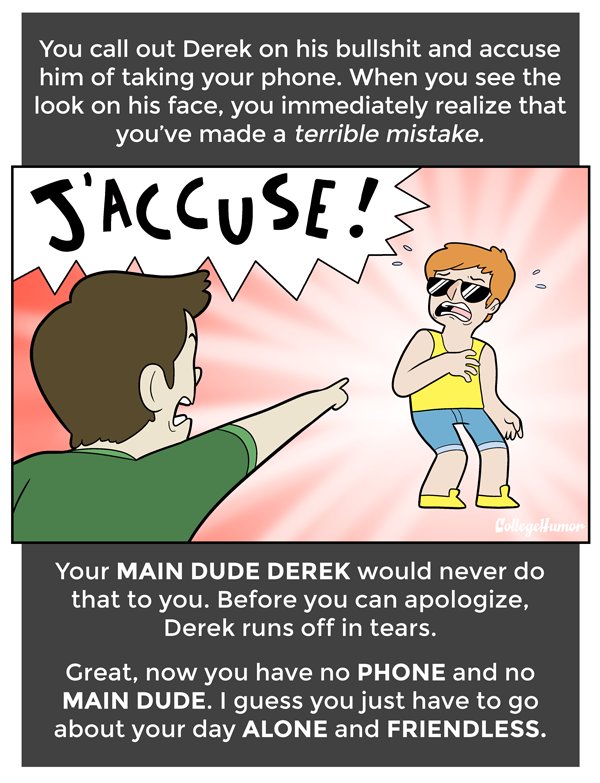 You call out Derek on his bullshit and accuse
him of taking your phone. When you see the
look on his face, you immediately realize that
you've made a terrible mistake.
J'ACCUSE!
CollegeHumor
Your MAIN DUDE DEREK would never do
that to you. Before you can apologize,
Derek runs off in tears.
Great, now you have no PHONE and no
MAIN DUDE. I guess you just have to go
about your day ALONE and FRIENDLESS.